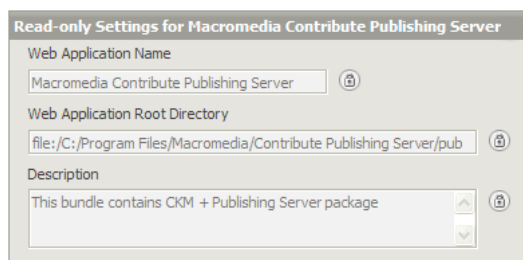 Read-only Settings for Macromedia Contribute Publishing Server
Web Application Name
Macromedia Contribute Publishing Server
Web Application Root Directory
file:/C:/Program Files/Macromedia/Contribute Publishing Server/pub
Description
This bundle contains CKM + Publishing Server package